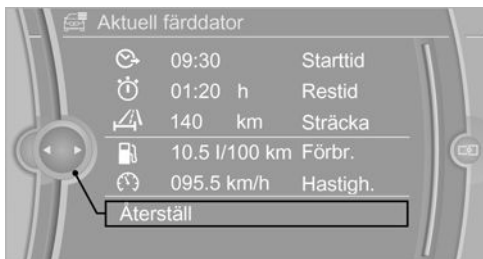 Aktuell färddator
09:30 Starttid
01:20 h Restid
140 km Sträcka
10.5 l/100 km Förbr.
095.5 km/h Hastigh.
Återställ